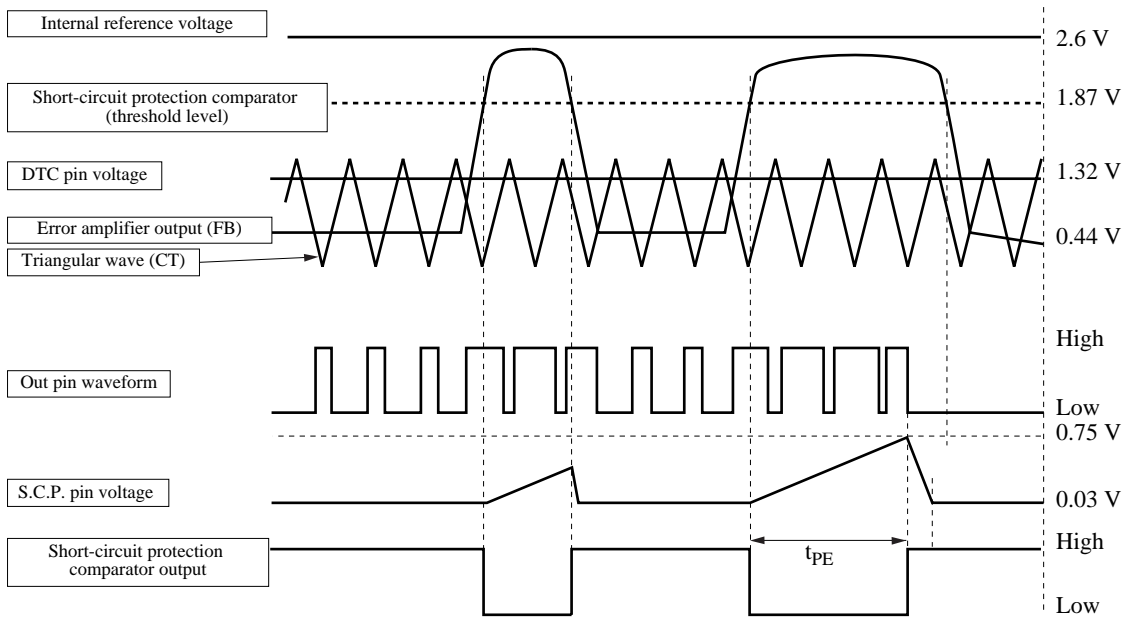 Internal reference voltage
2.6 V
Short-circuit protection comparator
(threshold level)
1.87 V
DTC pin voltage
1.32 V
Error amplifier output (FB)
0.44 V
Triangular wave (CT)
High
Out pin waveform
Low
0.75 V
S.C.P. pin voltage
0.03 V
Short-circuit protection
comparator output
High
tPE
Low